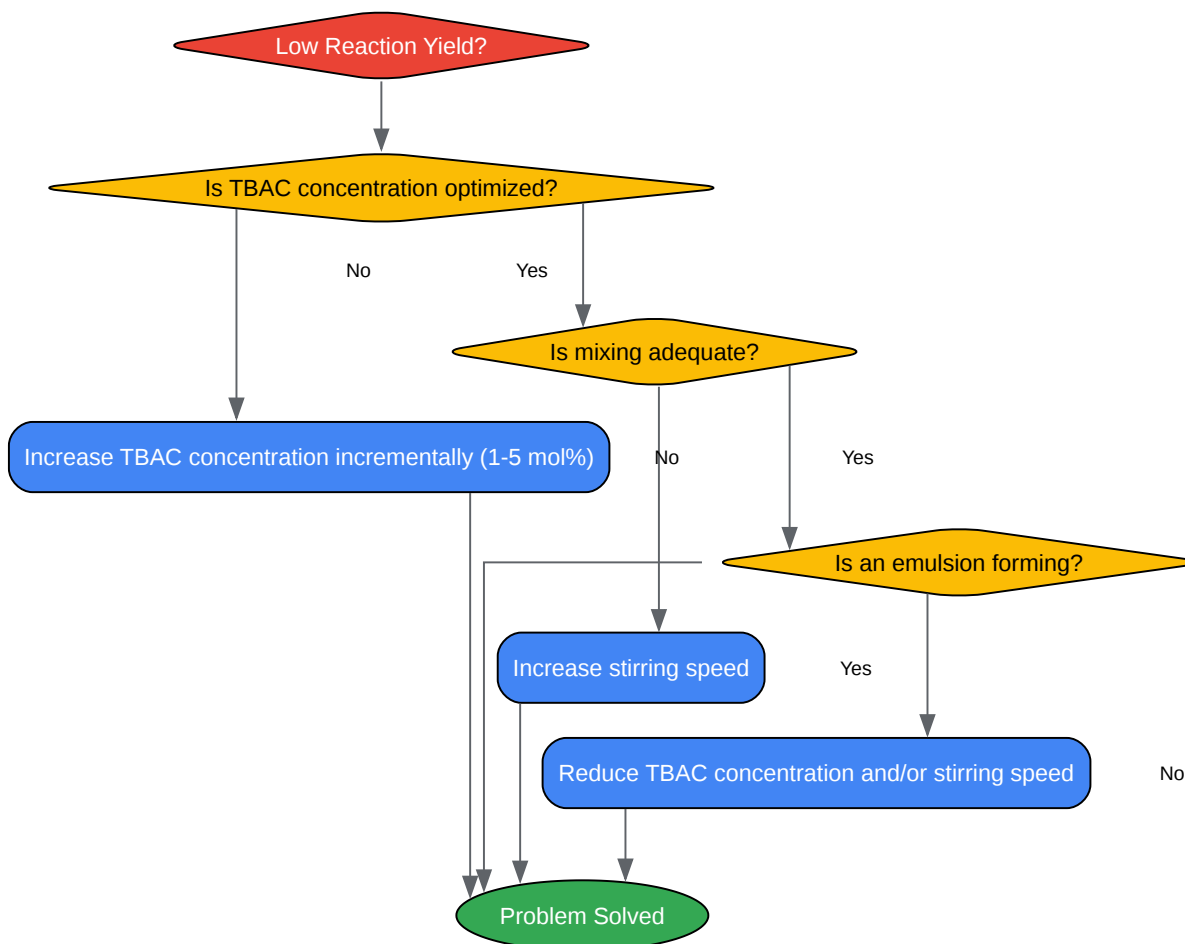 Low Reaction Yield?
Is TBAC concentration optimized?
No
Yes
Is mixing adequate?
Increase TBAC concentration incrementally (1-5 mol%)
No
Yes
Is an emulsion forming?
Increase stirring speed
Yes
Reduce TBAC concentration and/or stirring speed
No
Problem Solved